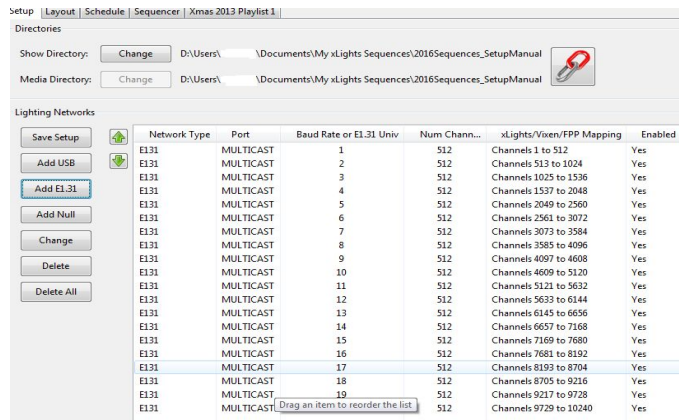 Setup Layout Schedule Sequencer Xmas 2013 Playlist 1
Directories
Show Directory: Change D:\Users\ \Documents\My xLights Sequences\2016Sequences_SetupManual
Media Directory: Change D:\Users\ \Documents\My xLights Sequences\2016Sequences_SetupManual
Lighting Networks
Save Setup
Add USB
Add E1.31
Add Null
Change
Delete
Delete All
Network Type Port Baud Rate or E1.31 Univ Num Chann... xLights/Vixen/FPP Mapping Enabled
E131 MULTICAST 1 512 Channels 1 to 512 Yes
E131 MULTICAST 2 512 Channels 513 to 1024 Yes
E131 MULTICAST 3 512 Channels 1025 to 1536 Yes
E131 MULTICAST 4 512 Channels 1537 to 2048 Yes
E131 MULTICAST 5 512 Channels 2049 to 2560 Yes
E131 MULTICAST 6 512 Channels 2561 to 3072 Yes
E131 MULTICAST 7 512 Channels 3073 to 3584 Yes
E131 MULTICAST 8 512 Channels 3585 to 4096 Yes
E131 MULTICAST 9 512 Channels 4097 to 4608 Yes
E131 MULTICAST 10 512 Channels 4609 to 5120 Yes
E131 MULTICAST 11 512 Channels 5121 to 5632 Yes
E131 MULTICAST 12 512 Channels 5633 to 6144 Yes
E131 MULTICAST 13 512 Channels 6145 to 6656 Yes
E131 MULTICAST 14 512 Channels 6657 to 7168 Yes
E131 MULTICAST 15 512 Channels 7169 to 7680 Yes
E131 MULTICAST 16 512 Channels 7681 to 8192 Yes
E131 MULTICAST 17 512 Channels 8193 to 8704 Yes
E131 MULTICAST 18 512 Channels 8705 to 9216 Yes
E131 MULTICAST 19 512 Channels 9217 to 9728 Yes
E131 MULTICAST Drag an item to reorder the list 512 Channels 9729 to 10240 Yes